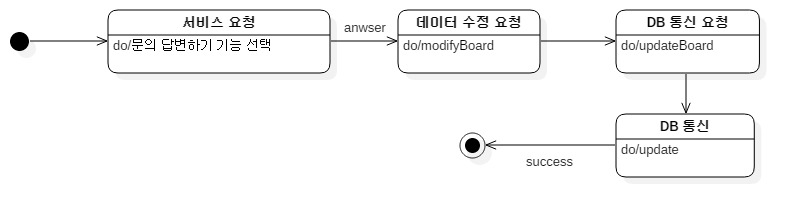 서비스 요청
do/문의 답변하기 기능 선택
anwser
데이터 수정 요청
do/modifyBoard
DB 통신 요청
do/updateBoard
DB 통신
do/update
success